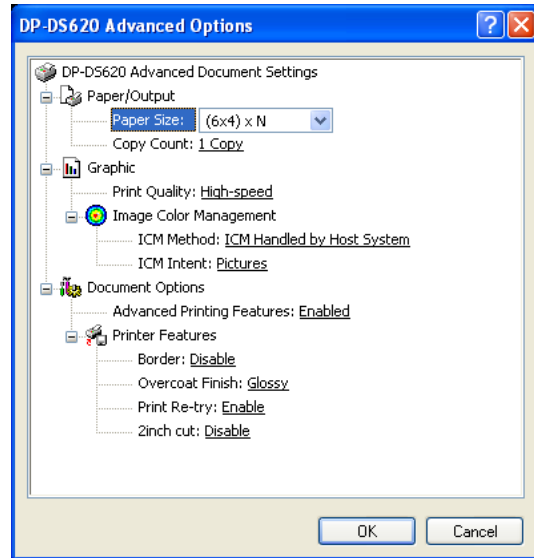 DP-DS620 Advanced Options
DP-DS620 Advanced Document Settings
Paper/Output
Paper Size: (6x4) x N
Copy Count: 1 Copy
Graphic
Print Quality: High-speed
Image Color Management
ICM Method: ICM Handled by Host System
ICM Intent: Pictures
Document Options
Advanced Printing Features: Enabled
Printer Features
Border: Disable
Overcoat Finish: Glossy
Print Re-try: Enable
2inch cut: Disable
OK Cancel